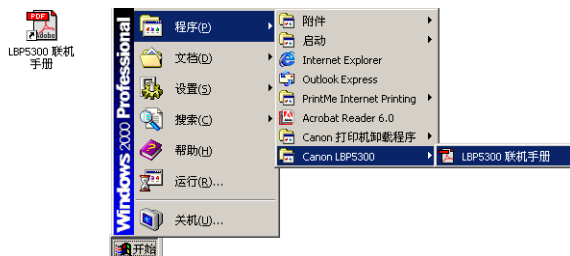 PDF
Adobe
LBP5300 联机
手册
Windows 2000 Professional
程序(P)
文档(D)
设置(S)
搜索(C)
帮助(H)
运行(R)...
关机(U)...
开始
附件
启动
Internet Explorer
Outlook Express
PrintMe Internet Printing
Acrobat Reader 6.0
Canon 打印机卸载程序
Canon LBP5300
LBP5300 联机手册